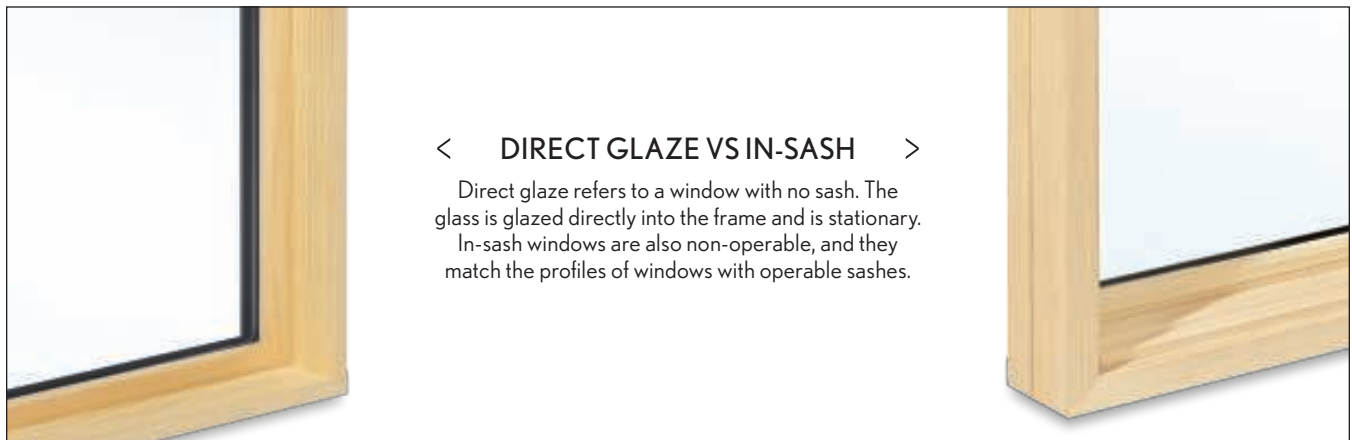 < DIRECT GLAZE VS IN-SASH >
Direct glaze refers to a window with no sash. The
glass is glazed directly into the frame and is stationary.
In-sash windows are also non-operable, and they
match the profiles of windows with operable sashes.